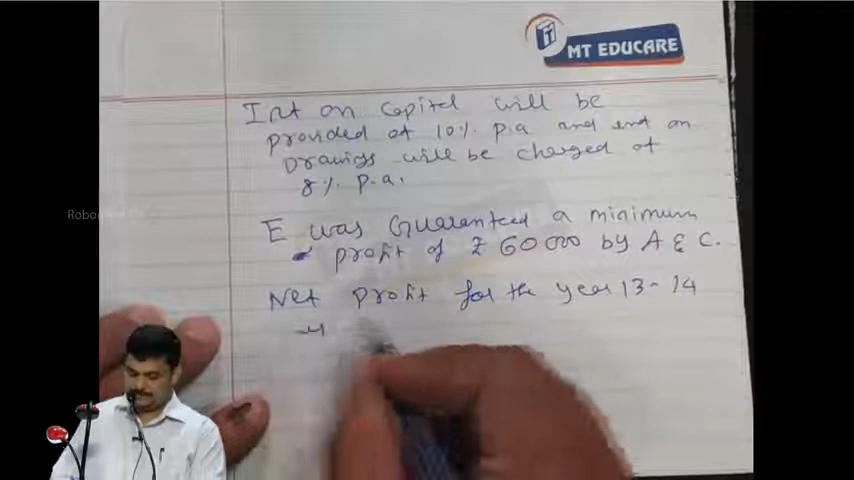 MT EDUCARE
Int on Capital will be
provided at 10% p.a and int on
Drawings will be charged at
8% p.a.
E was Guaranteed a minimum
profit of ₹ 60000 by A & C.
Net profit for the year 13-14